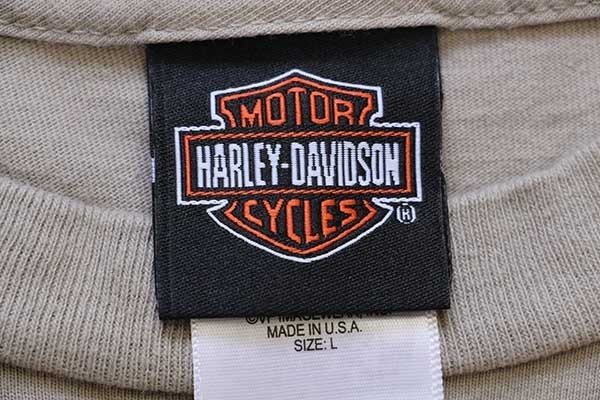 MOTOR
HARLEY-DAVIDSON
CYCLES ®
MADE IN U.S.A.
SIZE: L